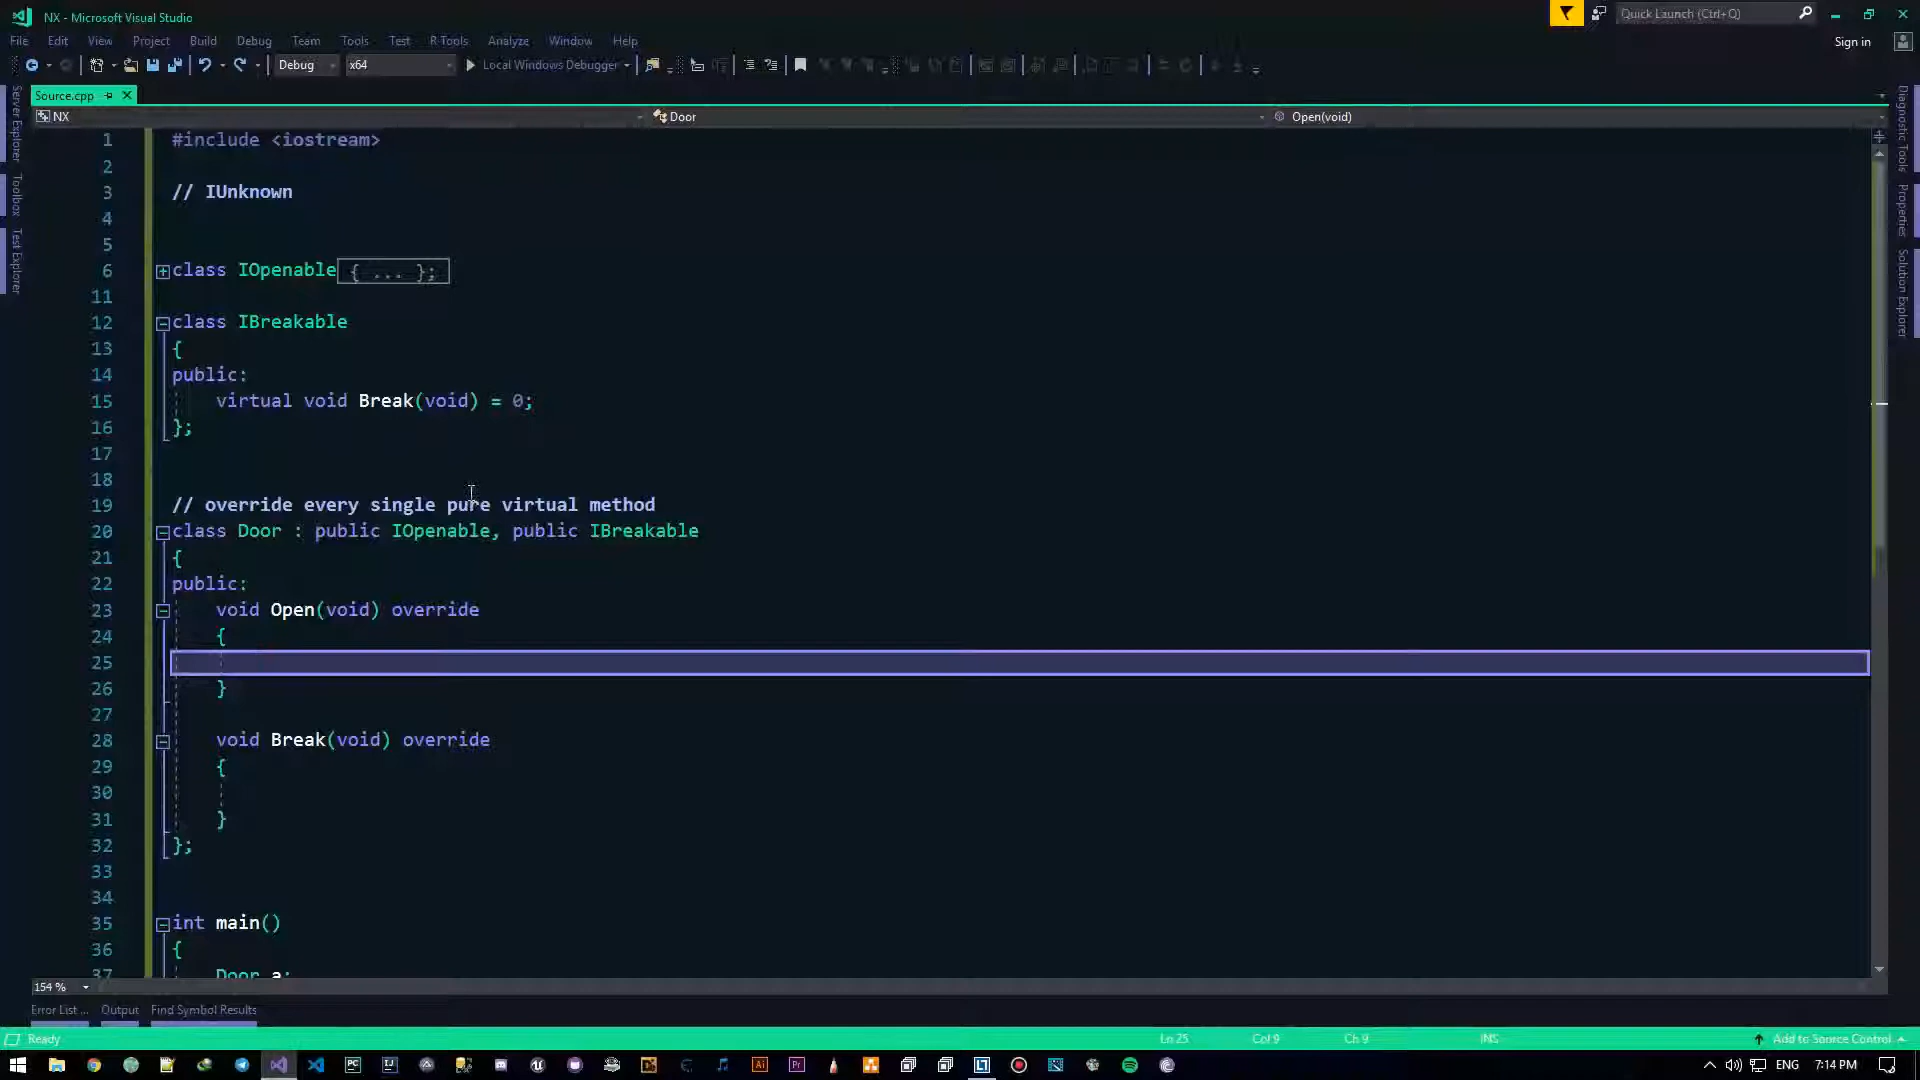 NX - Microsoft Visual Studio
Quick Launch (Ctrl+Q)
File Edit View Project Build Debug Team Tools Test R Tools Analyze Window Help
Sign in
Debug x64 Local Windows Debugger
Source.cpp
NX Door Open(void)
Server Explorer
Toolbox
Test Explorer
Diagnostic Tools
Properties
Solution Explorer
1 #include <iostream>
2
3 // IUnknown
4
5
6 class IOpenable { ... };
11
12 class IBreakable
13 {
14 public:
15 virtual void Break(void) = 0;
16 };
17
18
19 // override every single pure virtual method
20 class Door : public IOpenable, public IBreakable
21 {
22 public:
23 void Open(void) override
24 {
25
26 }
27
28 void Break(void) override
29 {
30
31 }
32 };
33
34
35 int main()
36 {
37 Door a;
154 %
Error List ... Output Find Symbol Results
Ready Ln 25 Col 9 Ch 9 INS Add to Source Control
ENG 7:14 PM